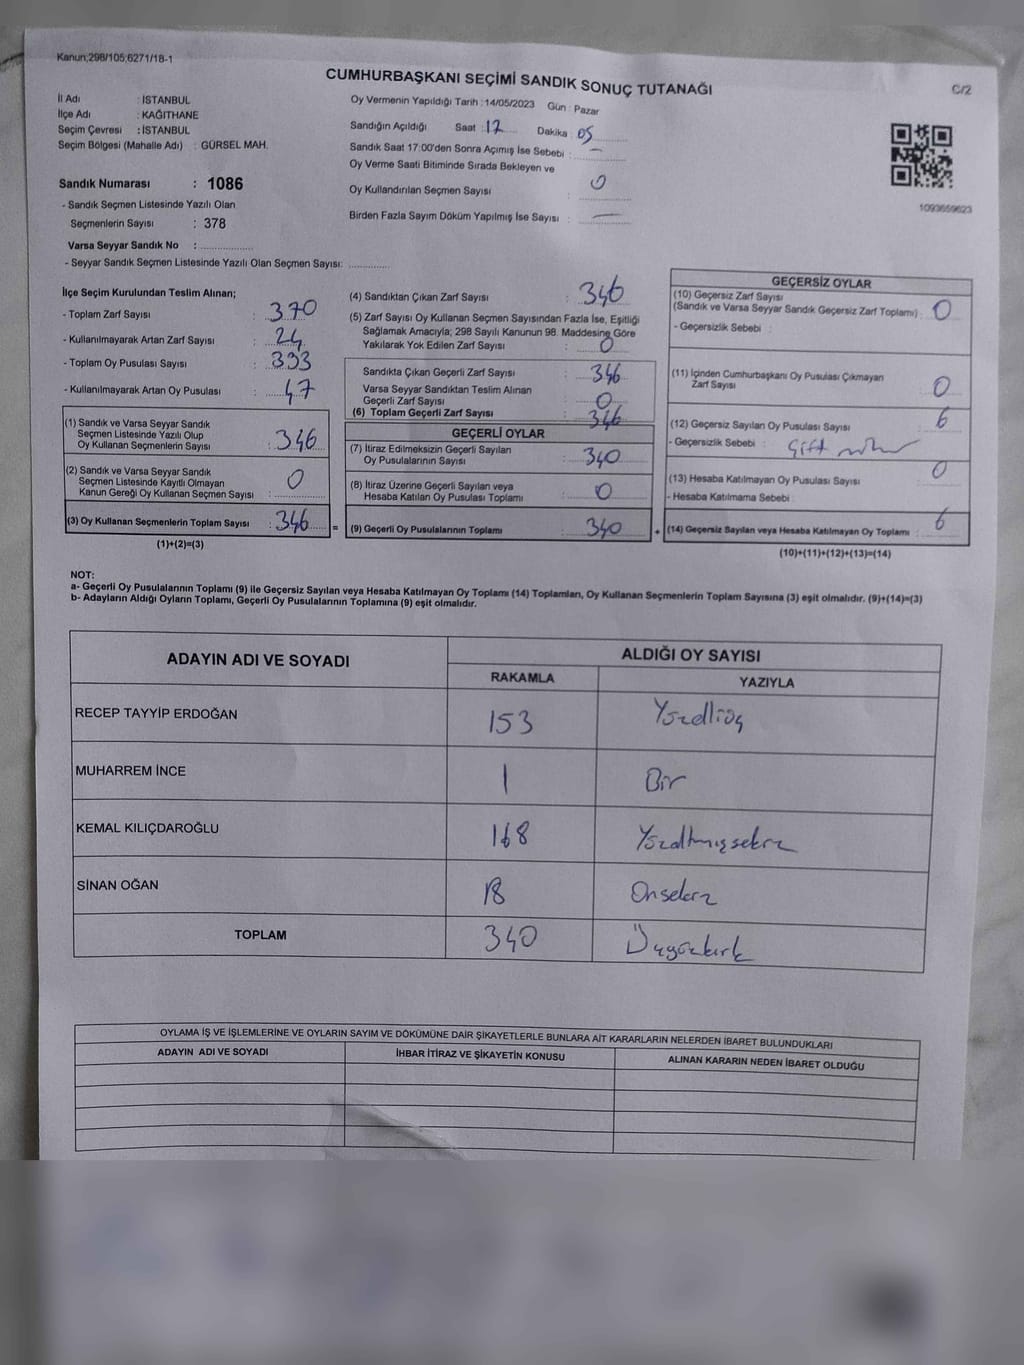 Kanun;298/105;6271/18-1
CUMHURBAŞKANI SEÇİMİ SANDIK SONUÇ TUTANAĞI
C/2
İl Adı : İSTANBUL
İlçe Adı : KAĞITHANE
Seçim Çevresi : İSTANBUL
Seçim Bölgesi (Mahalle Adı) : GÜRSEL MAH.
Sandık Numarası : 1086
- Sandık Seçmen Listesinde Yazılı Olan
Seçmenlerin Sayısı : 378
Varsa Seyyar Sandık No : ..............
- Seyyar Sandık Seçmen Listesinde Yazılı Olan Seçmen Sayısı: ............
Oy Vermenin Yapıldığı Tarih : 14/05/2023 Gün : Pazar
Sandığın Açıldığı Saat : 17 Dakika : 05
Sandık Saat 17:00'den Sonra Açımış İse Sebebi : —
Oy Verme Saati Bitiminde Sırada Bekleyen ve
Oy Kullandırılan Seçmen Sayısı : 0
Birden Fazla Sayım Döküm Yapılmış İse Sayısı : —
1093659623
İlçe Seçim Kurulundan Teslim Alınan;
- Toplam Zarf Sayısı : 370
- Kullanılmayarak Artan Zarf Sayısı : 24
- Toplam Oy Pusulası Sayısı : 393
- Kullanılmayarak Artan Oy Pusulası : 47
(1) Sandık ve Varsa Seyyar Sandık
Seçmen Listesinde Yazılı Olup
Oy Kullanan Seçmenlerin Sayısı : 346
(2) Sandık ve Varsa Seyyar Sandık
Seçmen Listesinde Kayıtlı Olmayan
Kanun Gereği Oy Kullanan Seçmen Sayısı : 0
(3) Oy Kullanan Seçmenlerin Toplam Sayısı : 346 =
(1)+(2)=(3)
(4) Sandıktan Çıkan Zarf Sayısı : 346
(5) Zarf Sayısı Oy Kullanan Seçmen Sayısından Fazla İse, Eşitliği
Sağlamak Amacıyla; 298 Sayılı Kanunun 98. Maddesine Göre
Yakılarak Yok Edilen Zarf Sayısı : 0
Sandıkta Çıkan Geçerli Zarf Sayısı : 346
Varsa Seyyar Sandıktan Teslim Alınan
Geçerli Zarf Sayısı : 0
(6) Toplam Geçerli Zarf Sayısı : 346
GEÇERLİ OYLAR
(7) İtiraz Edilmeksizin Geçerli Sayılan
Oy Pusulalarının Sayısı : 340
(8) İtiraz Üzerine Geçerli Sayılan veya
Hesaba Katılan Oy Pusulası Toplamı : 0
(9) Geçerli Oy Pusulalarının Toplamı : 340 +
GEÇERSİZ OYLAR
(10) Geçersiz Zarf Sayısı
(Sandık ve Varsa Seyyar Sandık Geçersiz Zarf Toplamı) : 0
- Geçersizlik Sebebi :
(11) İçinden Cumhurbaşkanı Oy Pusulası Çıkmayan
Zarf Sayısı : 0
(12) Geçersiz Sayılan Oy Pusulası Sayısı : 6
- Geçersizlik Sebebi : Çift
(13) Hesaba Katılmayan Oy Pusulası Sayısı : 0
- Hesaba Katılmama Sebebi :
(14) Geçersiz Sayılan veya Hesaba Katılmayan Oy Toplamı : 6
(10)+(11)+(12)+(13)=(14)
NOT:
a- Geçerli Oy Pusulalarının Toplamı (9) ile Geçersiz Sayılan veya Hesaba Katılmayan Oy Toplamı (14) Toplamları, Oy Kullanan Seçmenlerin Toplam Sayısına (3) eşit olmalıdır. (9)+(14)=(3)
b- Adayların Aldığı Oyların Toplamı, Geçerli Oy Pusulalarının Toplamına (9) eşit olmalıdır.
ADAYIN ADI VE SOYADI
ALDIĞI OY SAYISI
RAKAMLA YAZIYLA
RECEP TAYYİP ERDOĞAN 153 Yüzelliüç
MUHARREM İNCE 1 Bir
KEMAL KILIÇDAROĞLU 168 Yüzaltmışsekiz
SİNAN OĞAN 18 Onsekiz
TOPLAM 340 Üçyüzkırk
OYLAMA İŞ VE İŞLEMLERİNE VE OYLARIN SAYIM VE DÖKÜMÜNE DAİR ŞİKAYETLERLE BUNLARA AİT KARARLARIN NELERDEN İBARET BULUNDUKLARI
ADAYIN ADI VE SOYADI İHBAR İTİRAZ VE ŞİKAYETİN KONUSU ALINAN KARARIN NEDEN İBARET OLDUĞU